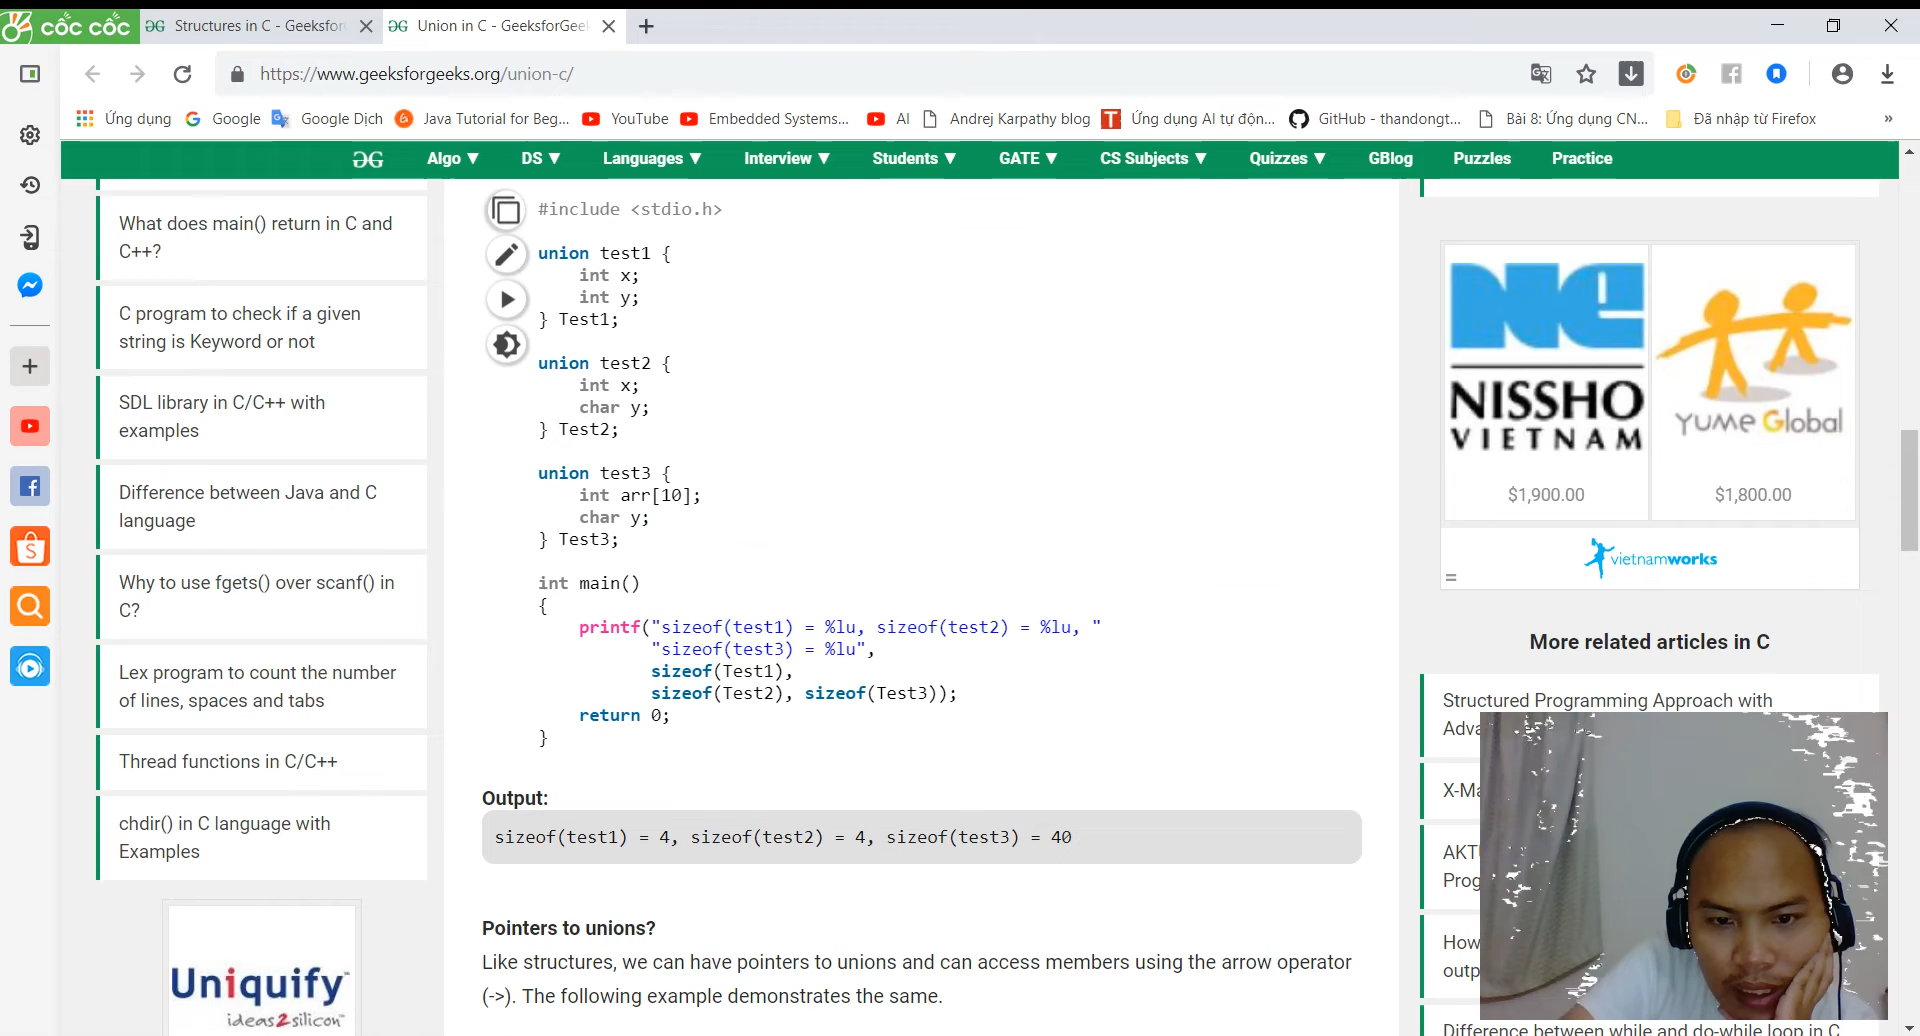 cốc cốc
Structures in C - Geeksfor
Union in C - GeeksforGee
https://www.geeksforgeeks.org/union-c/
Ứng dụng
Google
Google Dịch
Java Tutorial for Beg...
YouTube
Embedded Systems...
AI
Andrej Karpathy blog
Ứng dụng AI tự độn...
GitHub - thandongt...
Bài 8: Ứng dụng CN...
Đã nhập từ Firefox
»
Algo ▼
DS ▼
Languages ▼
Interview ▼
Students ▼
GATE ▼
CS Subjects ▼
Quizzes ▼
GBlog
Puzzles
Practice
What does main() return in C and
C++?
C program to check if a given
string is Keyword or not
SDL library in C/C++ with
examples
Difference between Java and C
language
Why to use fgets() over scanf() in
C?
Lex program to count the number
of lines, spaces and tabs
Thread functions in C/C++
chdir() in C language with
Examples
Uniquify™
ideas2silicon™
#include <stdio.h>
union test1 {
int x;
int y;
} Test1;
union test2 {
int x;
char y;
} Test2;
union test3 {
int arr[10];
char y;
} Test3;
int main()
{
printf("sizeof(test1) = %lu, sizeof(test2) = %lu, "
"sizeof(test3) = %lu",
sizeof(Test1),
sizeof(Test2), sizeof(Test3));
return 0;
}
Output:
sizeof(test1) = 4, sizeof(test2) = 4, sizeof(test3) = 40
Pointers to unions?
Like structures, we can have pointers to unions and can access members using the arrow operator
(->). The following example demonstrates the same.
NISSHO
VIETNAM
$1,900.00
YUMe Global
$1,800.00
vietnamworks
More related articles in C
Structured Programming Approach with
Adva
X-Ma
AKT
Prog
How
outp
Difference between while and do-while loop in C